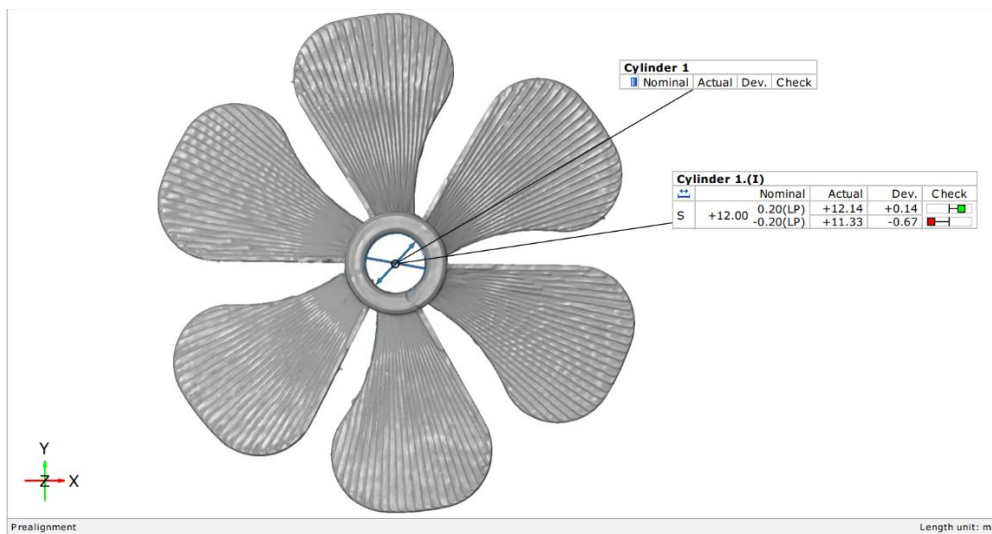 Cylinder 1
Nominal Actual Dev. Check
Cylinder 1.(I)
Nominal Actual Dev. Check
S +12.00 0.20(LP) +12.14 +0.14
-0.20(LP) +11.33 -0.67
Y
Z X
Prealignment Length unit: m